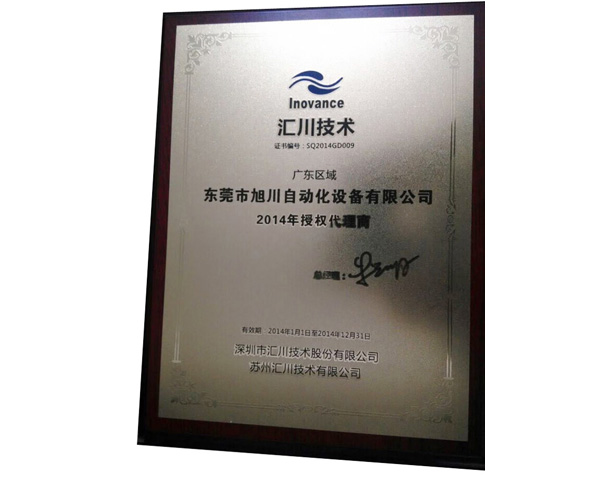 Inovance
汇川技术
证书编号：SQ2014GD009
广东区域
东莞市旭川自动化设备有限公司
2014年授权代理商
总经理：
有效期：2014年1月1日至2014年12月31日
深圳市汇川技术股份有限公司
苏州汇川技术有限公司